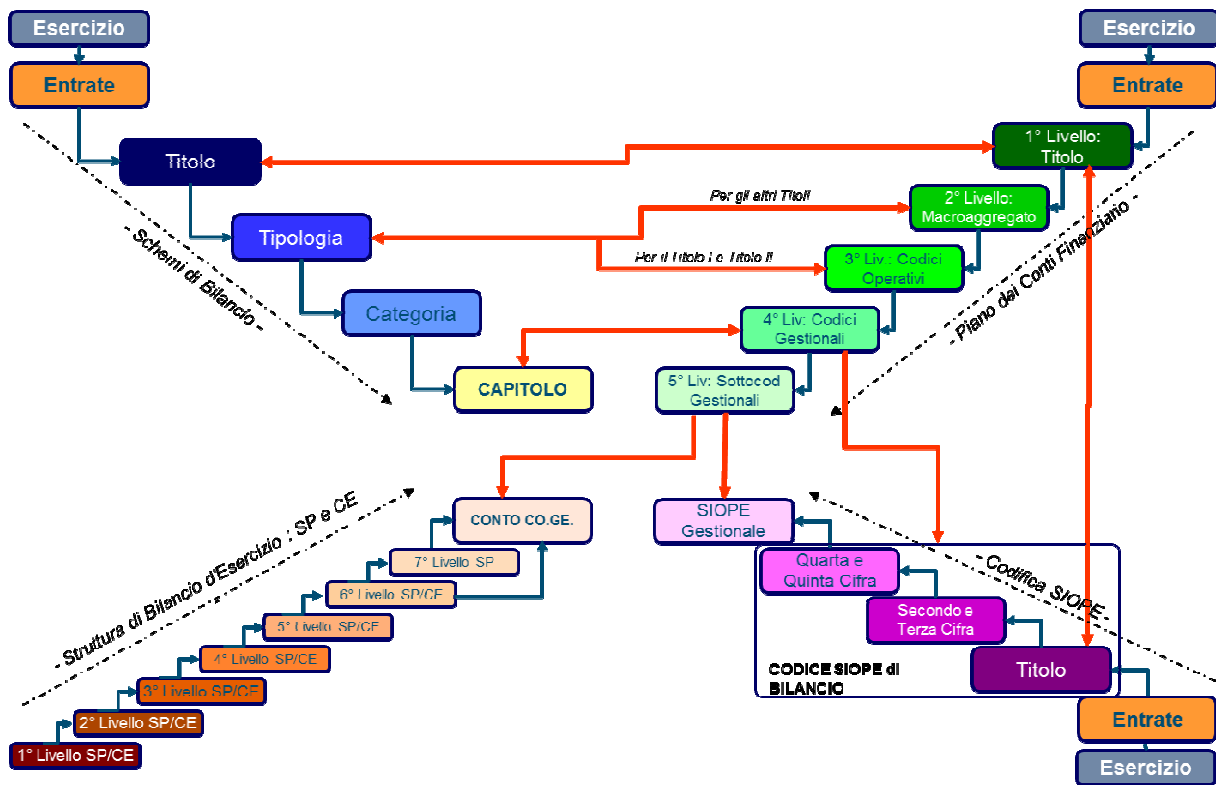 Esercizio
Entrate
Titolo
Tipologia
Categoria
CAPITOLO
- Schemi di Bilancio -
Esercizio
Entrate
1° Livello:
Titolo
2° Livello:
Macroaggregato
3° Liv.: Codici
Operativi
4° Liv: Codici
Gestionali
5° Liv: Sottocod
Gestionali
- Piano dei Conti Finanziario -
Per gli altri Titoli
Per il Titolo I e Titolo II
- Struttura di Bilancio d'Esercizio : SP e CE
CONTO CO.GE.
7° Livello SP
6° Livello SP/CE
5° Livello SP/CE
4° Livello SP/CE
3° Livello SP/CE
2° Livello SP/CE
1° Livello SP/CE
SIOPE
Gestionale
- Codifica SIOPE -
Quarta e
Quinta Cifra
Secondo e
Terza Cifra
Titolo
CODICE SIOPE di
BILANCIO
Entrate
Esercizio